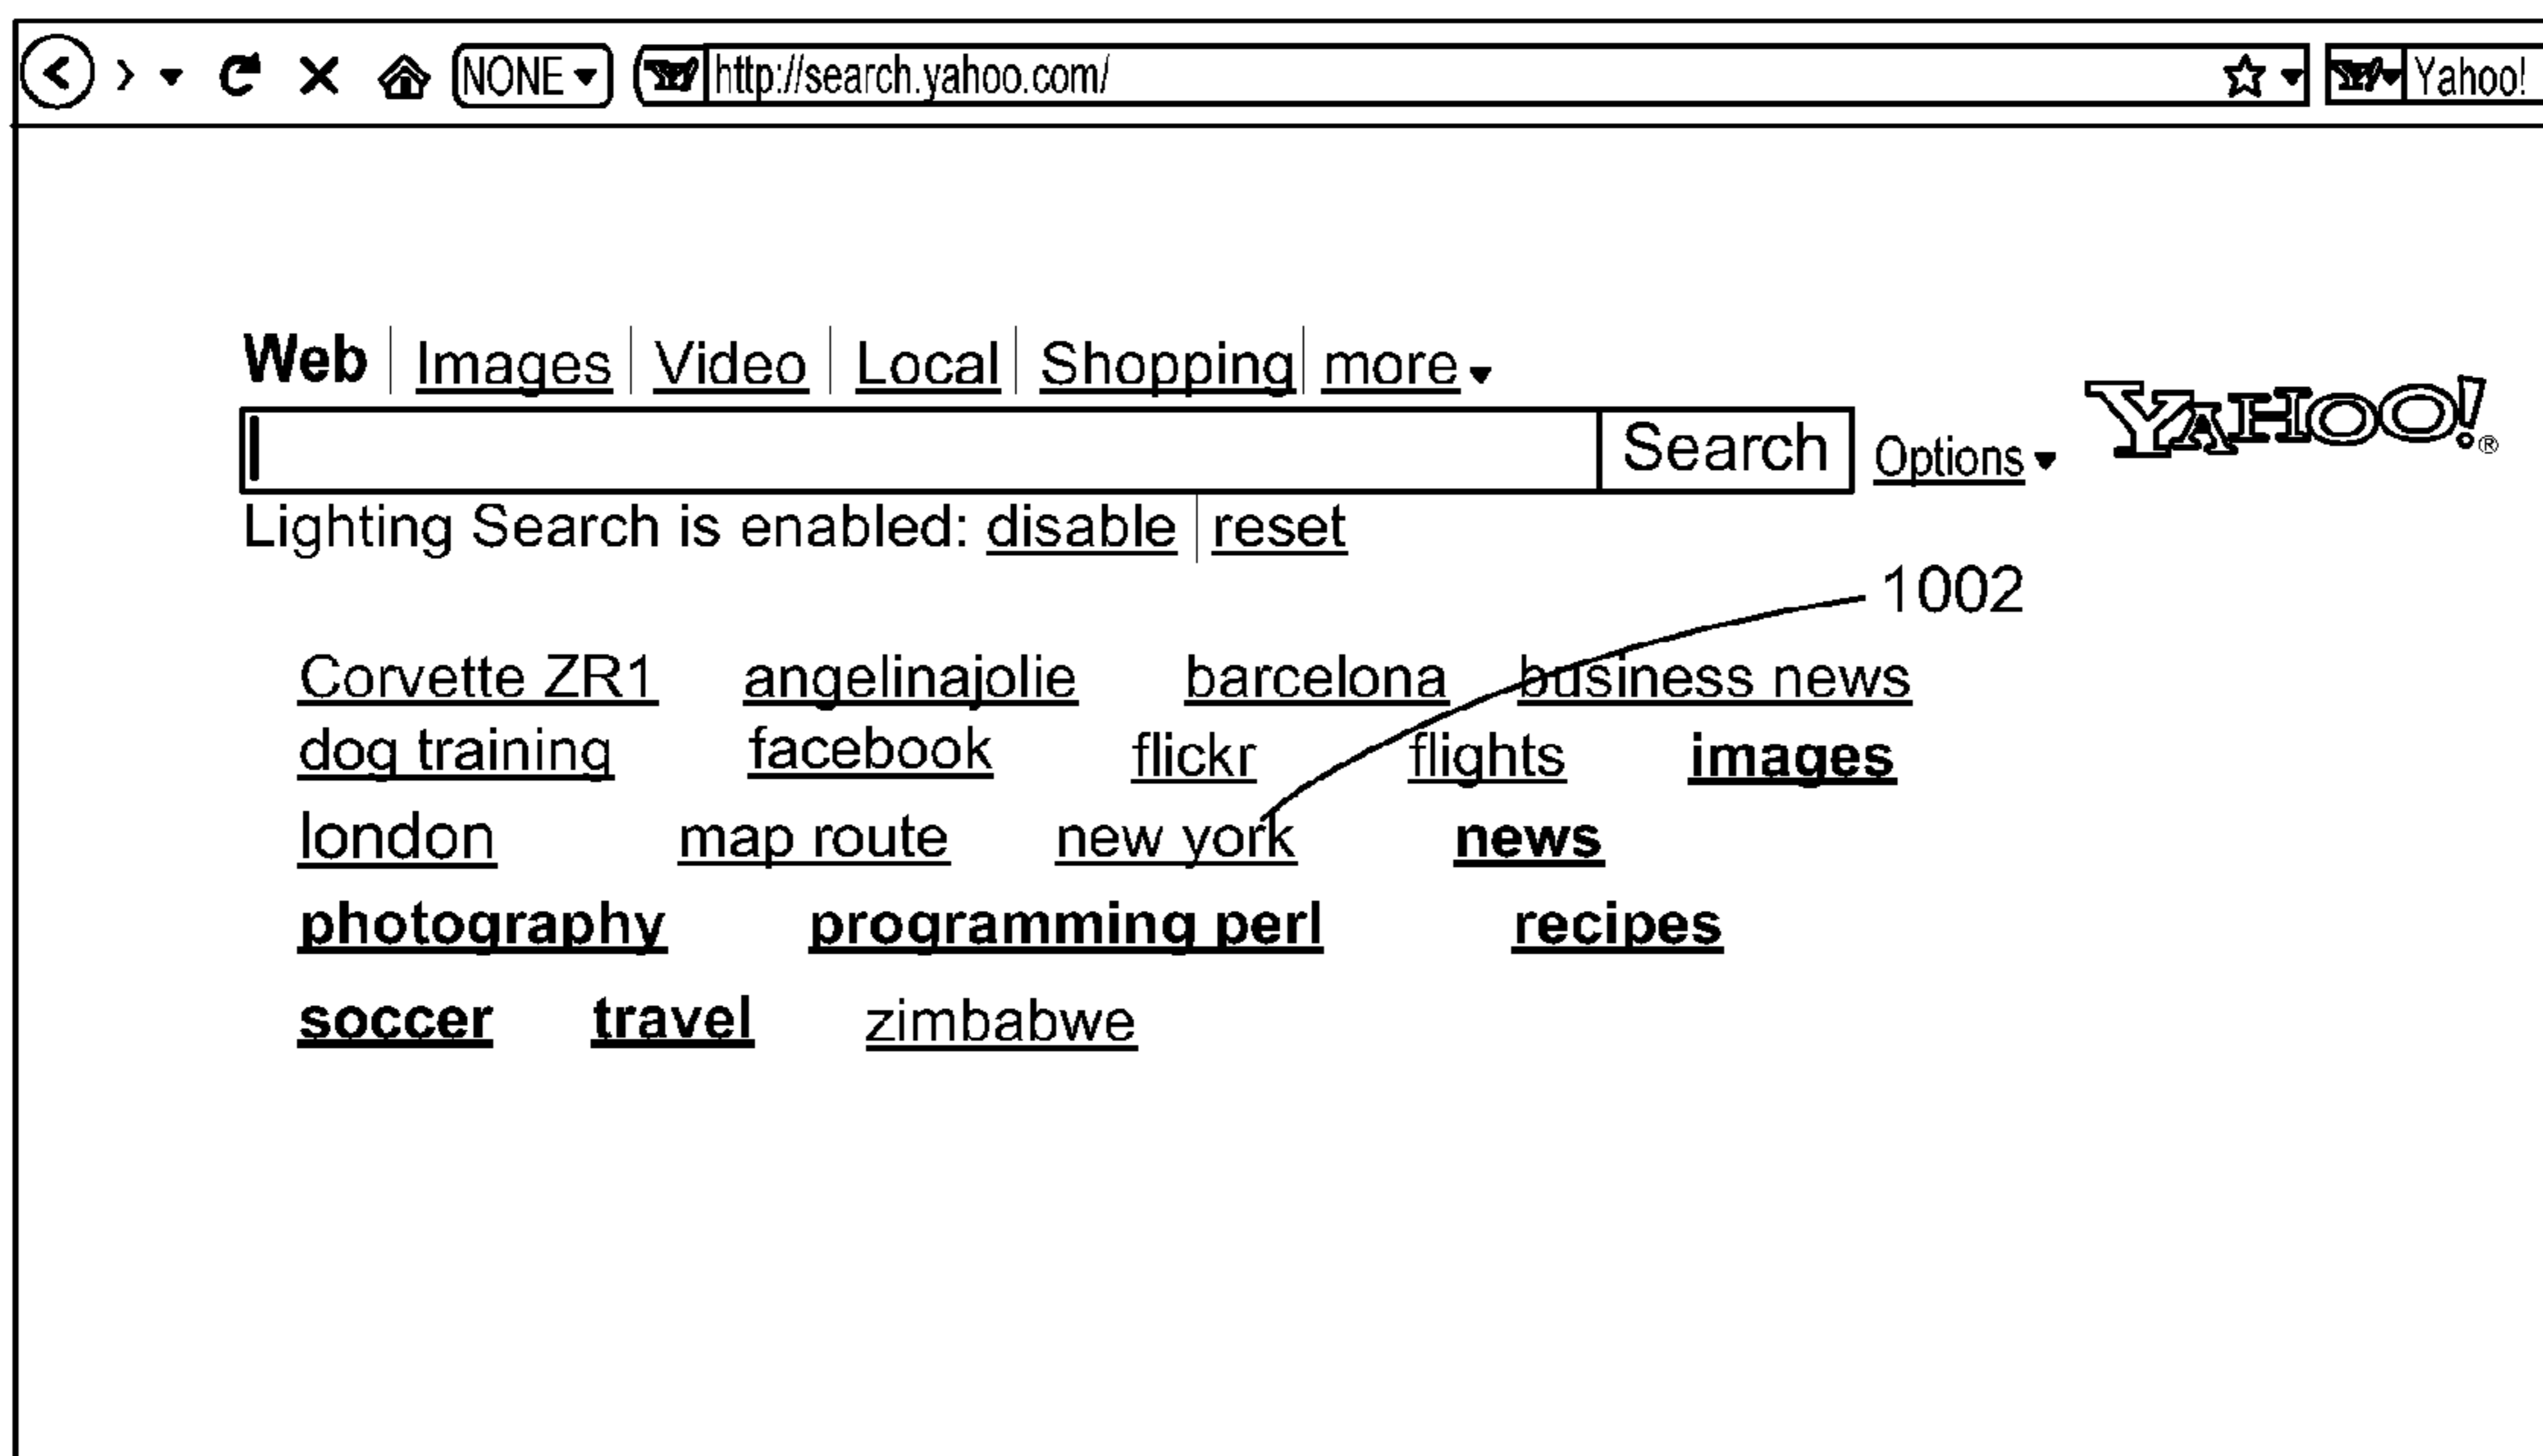 NONE http://search.yahoo.com/ Yahoo!
Web Images Video Local Shopping more
YAHOO!®
Search Options
Lighting Search is enabled: disable reset
1002
Corvette ZR1 angelinajolie barcelona business news
dog training facebook flickr flights images
london map route new york news
photography programming perl recipes
soccer travel zimbabwe